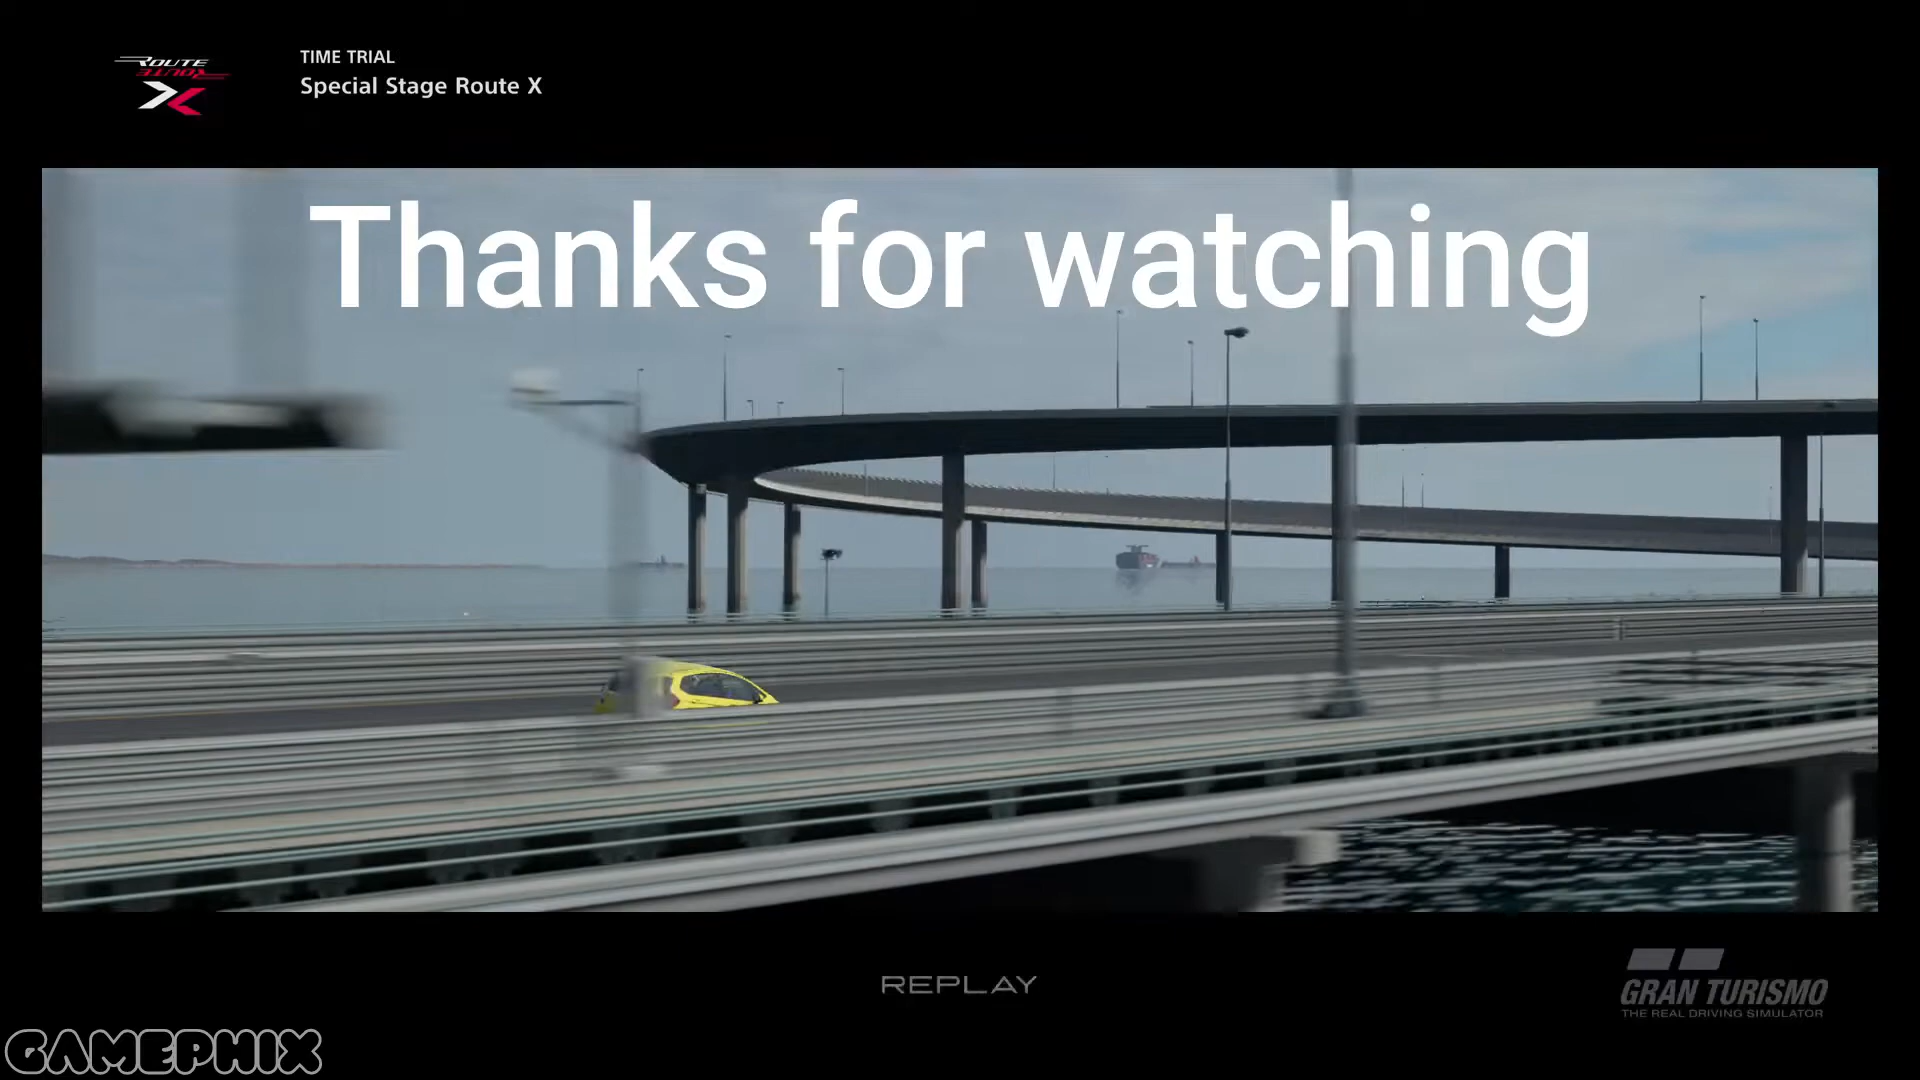 ROUTE
X
TIME TRIAL
Special Stage Route X
Thanks for watching
REPLAY
GRAN TURISMO
THE REAL DRIVING SIMULATOR
GAMEPHIX